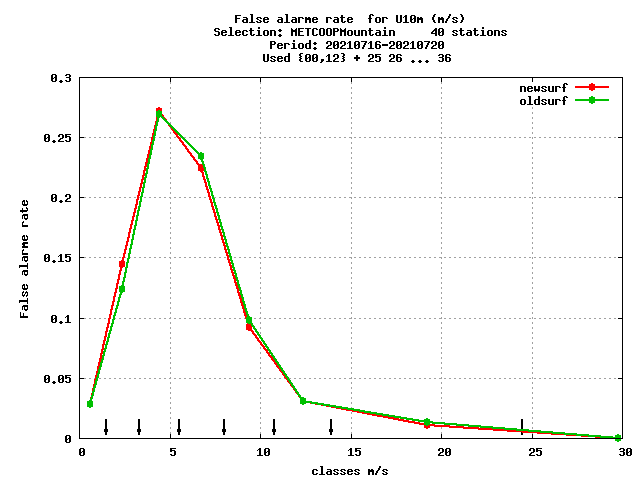 False alarme rate  for U10m (m/s)
Selection: METCOOPMountain     40 stations
Period: 20210716-20210720
Used {00,12} + 25 26 ... 36
0.3
newsurf
oldsurf
0.25
0.2
0.15
0.1
0.05
0
False alarme rate
0 5 10 15 20 25 30
classes m/s